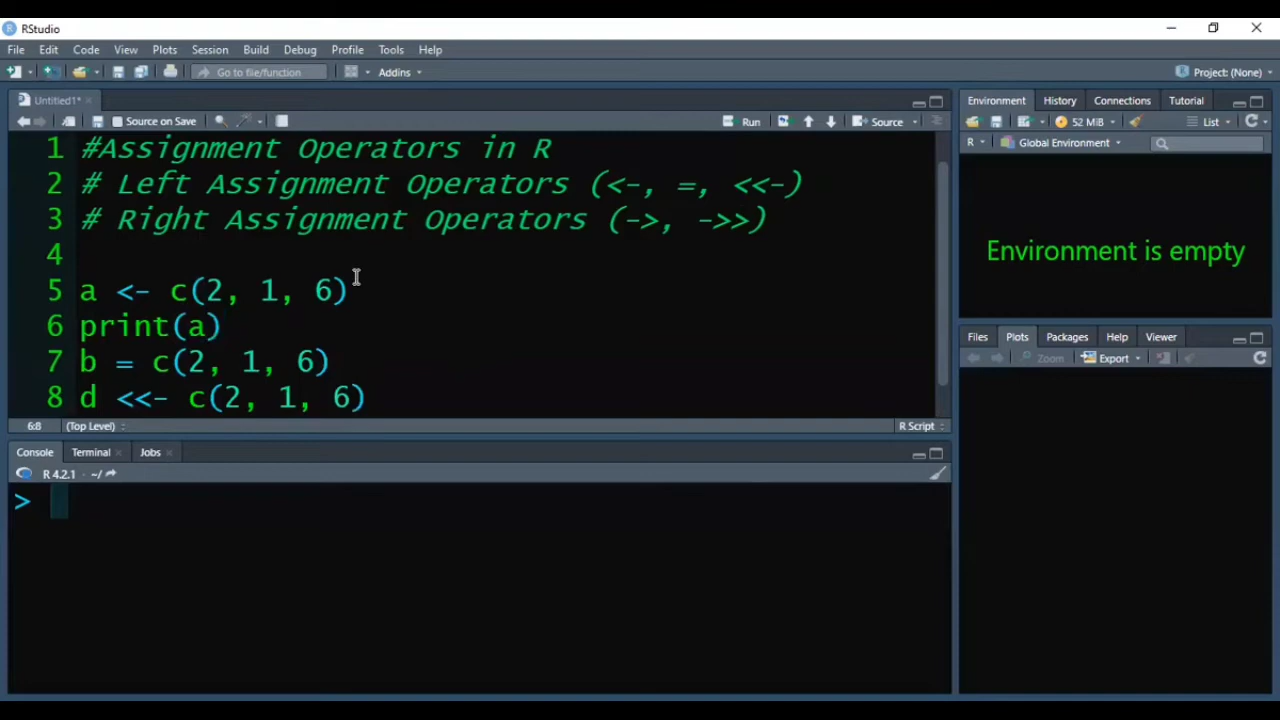 RStudio
File Edit Code View Plots Session Build Debug Profile Tools Help
Go to file/function Addins Project: (None)
Untitled1*
Source on Save Run Source
1 #Assignment Operators in R
2 # Left Assignment Operators (<-, =, <<-)
3 # Right Assignment Operators (->, ->>)
4
5 a <- c(2, 1, 6)
6 print(a)
7 b = c(2, 1, 6)
8 d <<- c(2, 1, 6)
6:8 (Top Level) R Script
Console Terminal Jobs
R 4.2.1 · ~/
>
Environment History Connections Tutorial
52 MiB List
R Global Environment
Environment is empty
Files Plots Packages Help Viewer
Zoom Export